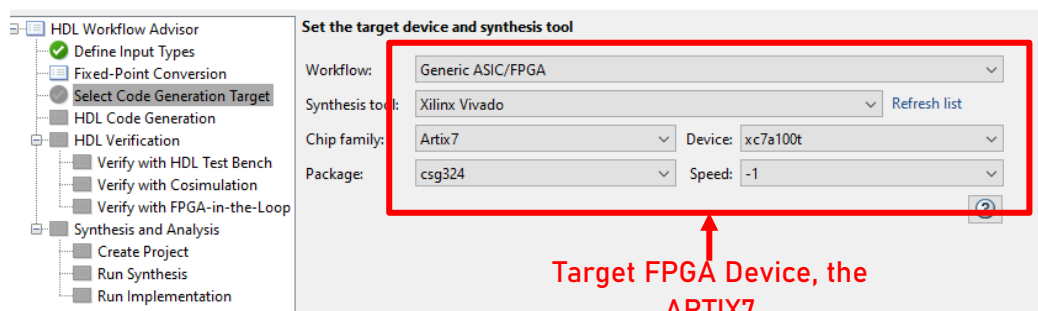 HDL Workflow Advisor
Define Input Types
Fixed-Point Conversion
Select Code Generation Target
HDL Code Generation
HDL Verification
Verify with HDL Test Bench
Verify with Cosimulation
Verify with FPGA-in-the-Loop
Synthesis and Analysis
Create Project
Run Synthesis
Run Implementation
Set the target device and synthesis tool
Workflow: Generic ASIC/FPGA
Synthesis tool: Xilinx Vivado Refresh list
Chip family: Artix7 Device: xc7a100t
Package: csg324 Speed: -1
?
Target FPGA Device, the
ARTIX7